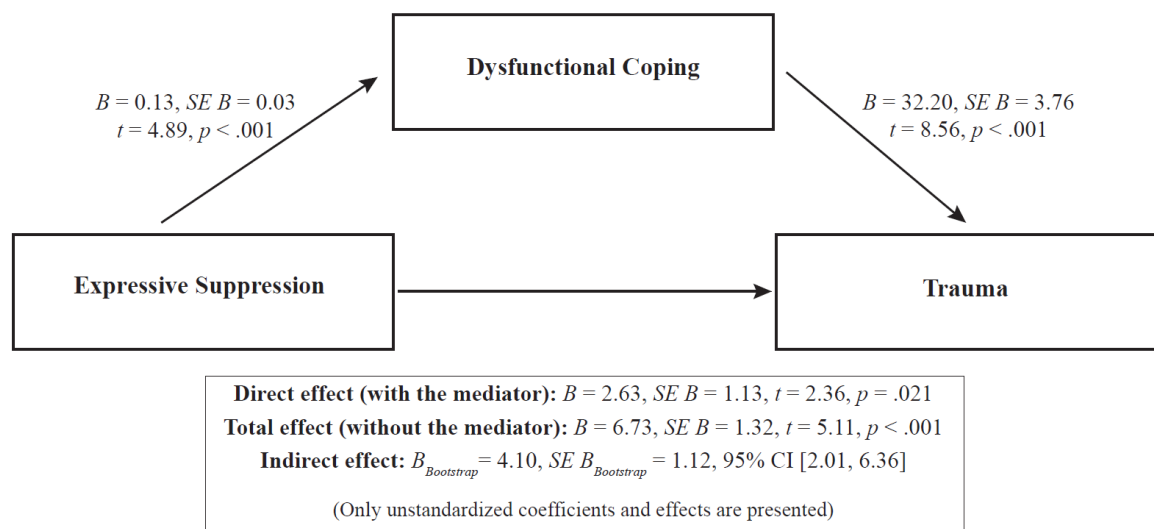 Dysfunctional Coping
B = 0.13, SE B = 0.03
t = 4.89, p < .001
B = 32.20, SE B = 3.76
t = 8.56, p < .001
Expressive Suppression
Trauma
Direct effect (with the mediator): B = 2.63, SE B = 1.13, t = 2.36, p = .021
Total effect (without the mediator): B = 6.73, SE B = 1.32, t = 5.11, p < .001
Indirect effect: B Bootstrap = 4.10, SE B Bootstrap = 1.12, 95% CI [2.01, 6.36]
(Only unstandardized coefficients and effects are presented)